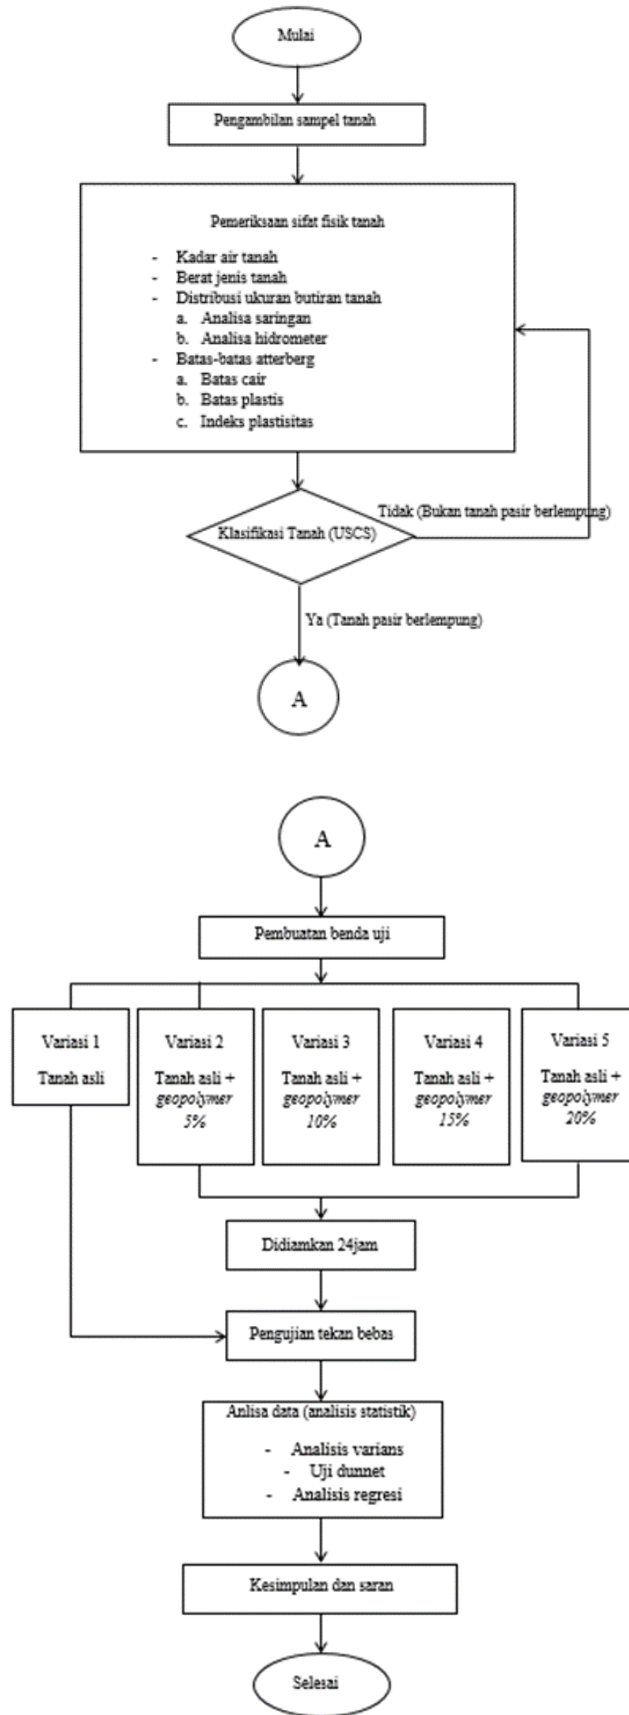 Mulai
Pengambilan sampel tanah
Pemeriksaan sifat fisik tanah
- Kadar air tanah
- Berat jenis tanah
- Distribusi ukuran butiran tanah
a. Analisa saringan
b. Analisa hidrometer
- Batas-batas atterberg
a. Batas cair
b. Batas plastis
c. Indeks plastisitas
Tidak (Bukan tanah pasir berlempung)
Klasifikasi Tanah (USCS)
Ya (Tanah pasir berlempung)
A
A
Pembuatan benda uji
Variasi 1
Tanah asli
Variasi 2
Tanah asli +
geopolymer
5%
Variasi 3
Tanah asli +
geopolymer
10%
Variasi 4
Tanah asli +
geopolymer
15%
Variasi 5
Tanah asli +
geopolymer
20%
Didiamkan 24jam
Pengujian tekan bebas
Anlisa data (analisis statistik)
- Analisis varians
- Uji dunnet
- Analisis regresi
Kesimpulan dan saran
Selesai